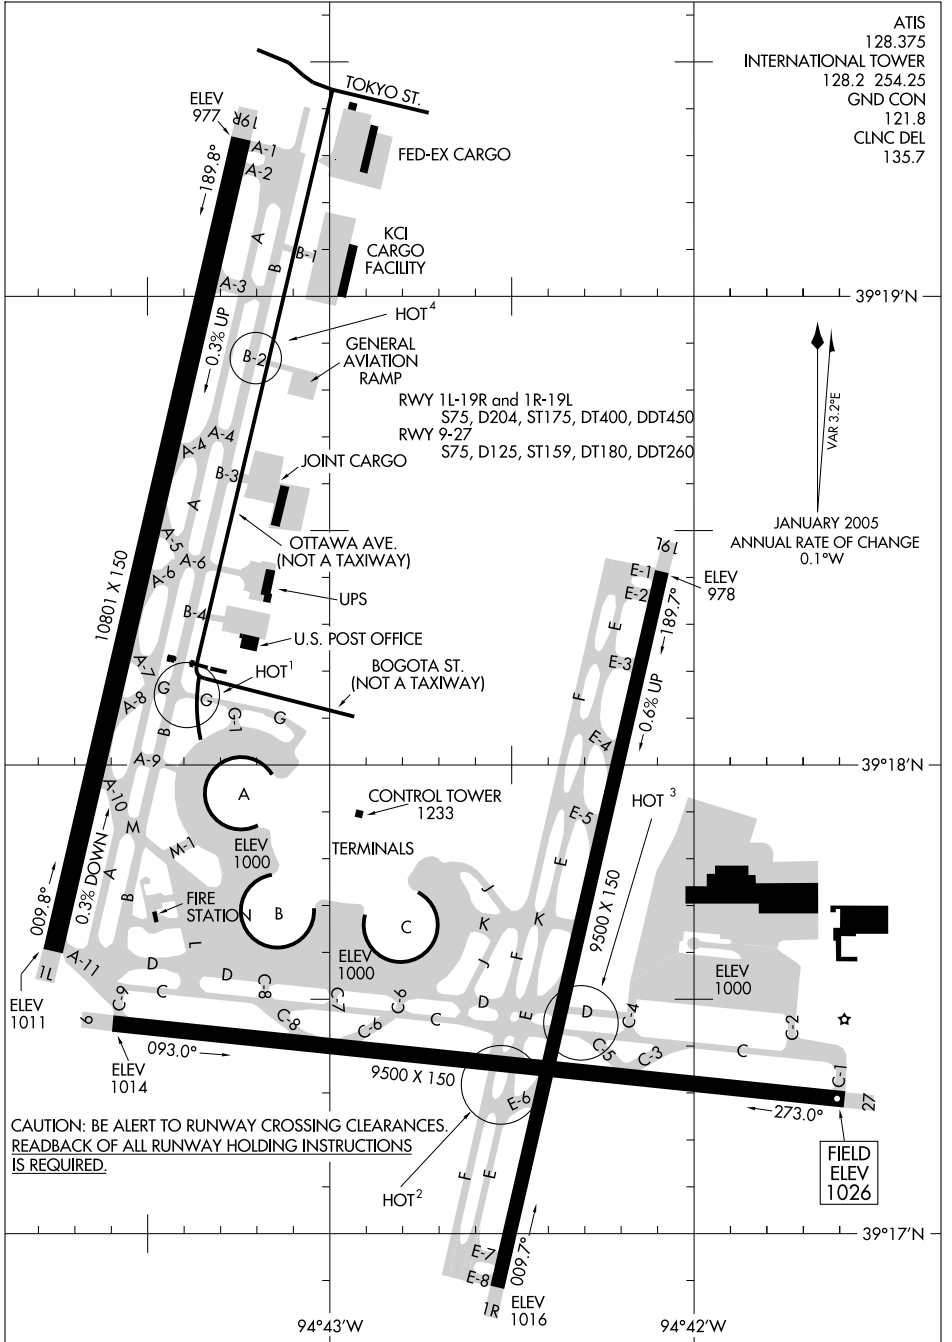 ATIS
128.375
INTERNATIONAL TOWER
128.2 254.25
GND CON
121.8
CLNC DEL
135.7
TOKYO ST.
ELEV
977
19R
A-1
A-2
189.8°
FED-EX CARGO
A
B
B-1
KCI
CARGO
FACILITY
A-3
39°19'N
HOT 4
0.3% UP
B-2
GENERAL
AVIATION
RAMP
RWY 1L-19R and 1R-19L
S75, D204, ST175, DT400, DDT450
RWY 9-27
S75, D125, ST159, DT180, DDT260
VAR 3.2°E
JANUARY 2005
ANNUAL RATE OF CHANGE
0.1°W
A-4
A-4
B-3
JOINT CARGO
A
A-5
A-6
A-6
OTTAWA AVE.
(NOT A TAXIWAY)
UPS
10801 X 150
B-4
U.S. POST OFFICE
19L
E-1
E-2
ELEV
978
189.7°
E
E-3
F
0.6% UP
E-4
A-7
A-8
G
HOT 1
BOGOTA ST.
(NOT A TAXIWAY)
G
G-1
G
B
A-9
39°18'N
A-10
M
M-1
A
ELEV
1000
CONTROL TOWER
1233
TERMINALS
HOT 3
E-5
E
9500 X 150
009.8°
0.3% DOWN
A
B
FIRE
STATION
B
C
ELEV
1000
J
K
K
J
F
L
ELEV
1000
A-11
1L
ELEV
1011
D
D
C
C-9
C-8
C-8
C-7
C-6
C-6
C
D
E
D
C-4
C-5
C-3
C
C-2
C-1
9
ELEV
1014
093.0°
9500 X 150
E-6
273.0°
27
FIELD
ELEV
1026
CAUTION: BE ALERT TO RUNWAY CROSSING CLEARANCES.
READBACK OF ALL RUNWAY HOLDING INSTRUCTIONS
IS REQUIRED.
HOT 2
F
E
39°17'N
E-7
E-8
009.7°
1R
ELEV
1016
94°43'W
94°42'W